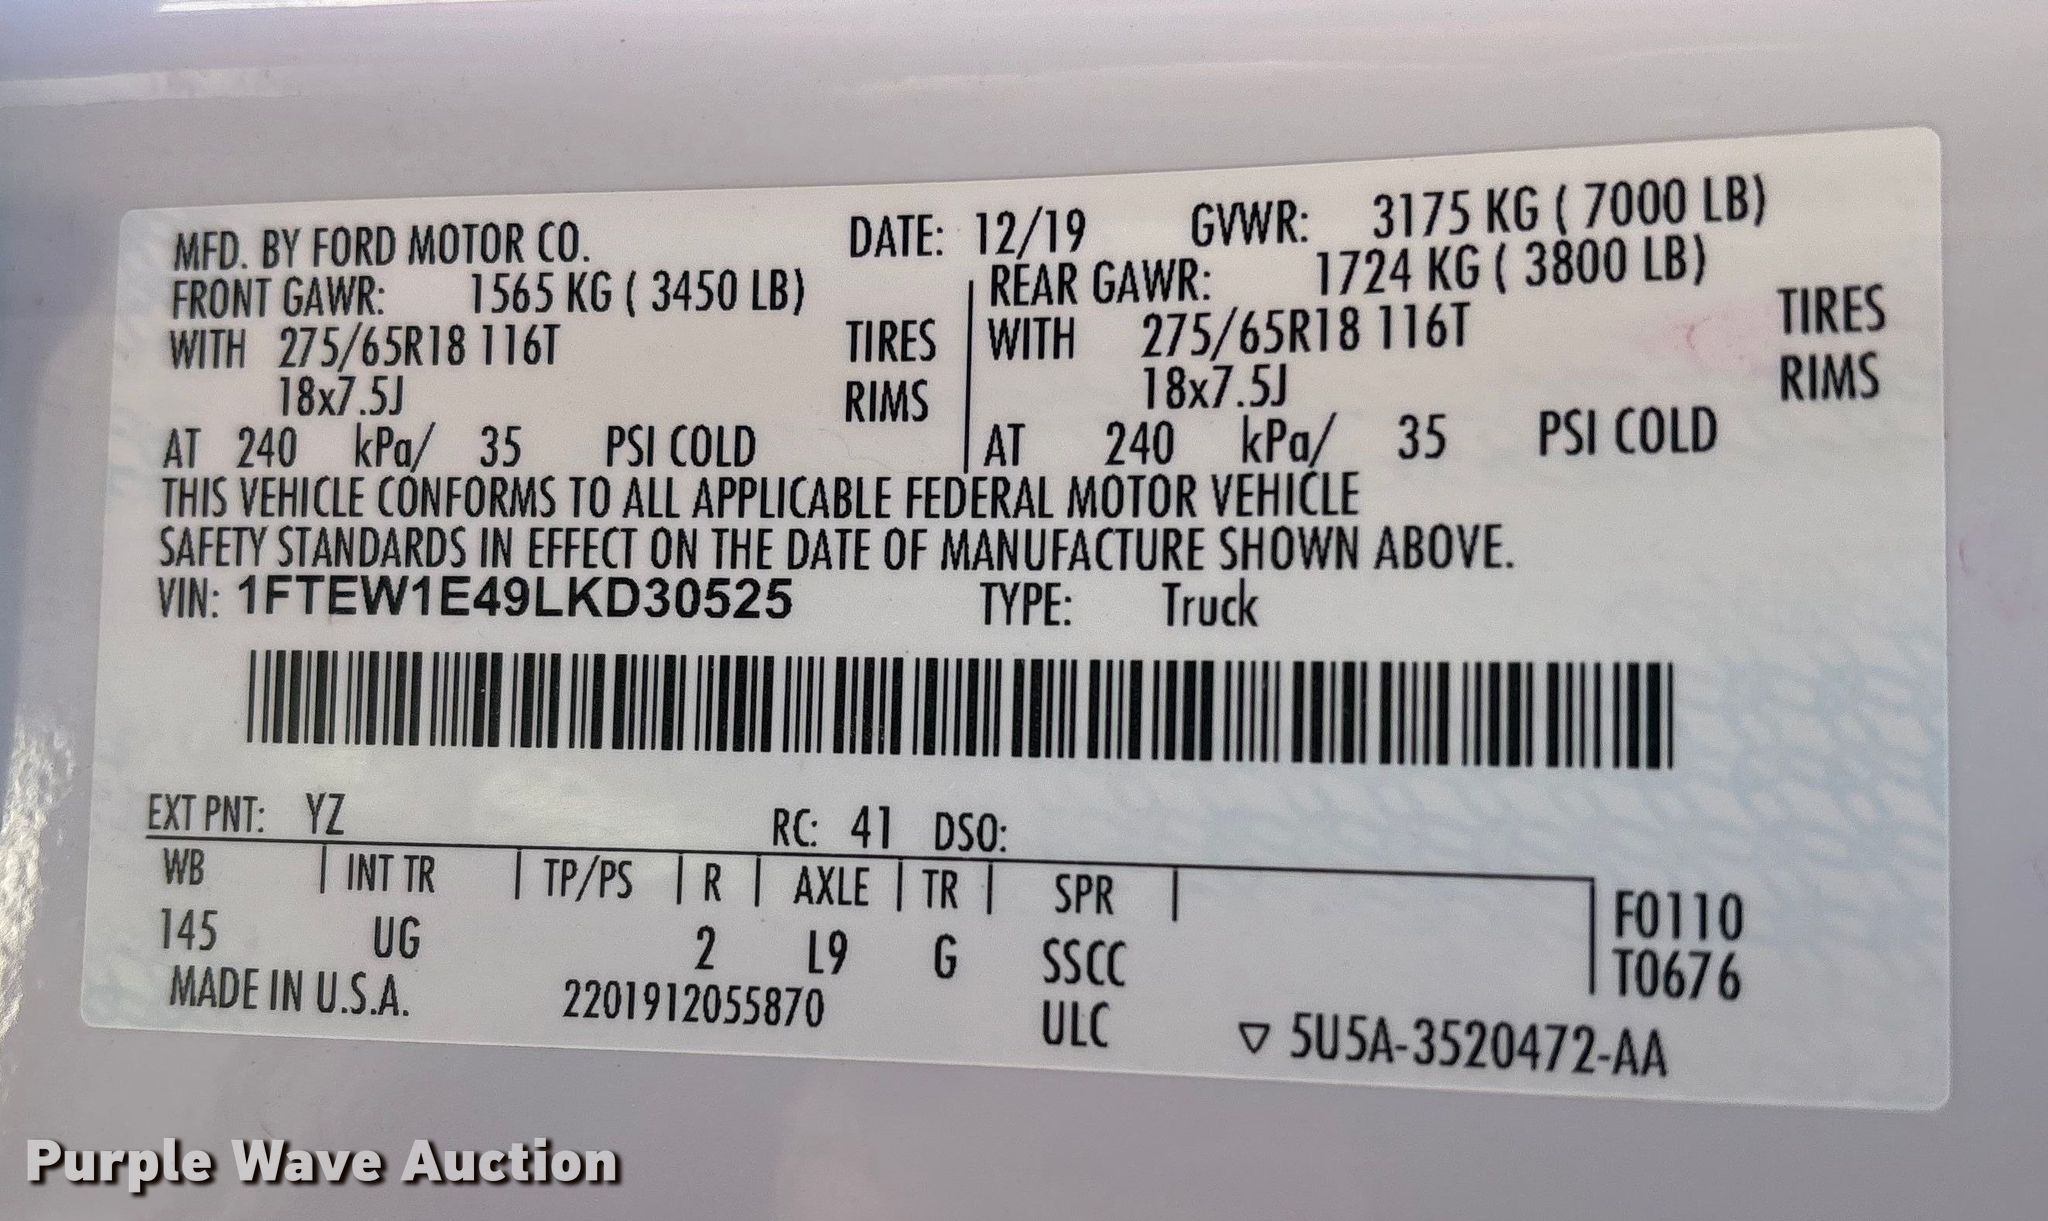 MFD. BY FORD MOTOR CO. DATE: 12/19 GVWR: 3175 KG ( 7000 LB)
FRONT GAWR: 1565 KG ( 3450 LB) REAR GAWR: 1724 KG ( 3800 LB)
WITH 275/65R18 116T TIRES WITH 275/65R18 116T TIRES
18x7.5J RIMS 18x7.5J RIMS
AT 240 kPa/ 35 PSI COLD AT 240 kPa/ 35 PSI COLD
THIS VEHICLE CONFORMS TO ALL APPLICABLE FEDERAL MOTOR VEHICLE
SAFETY STANDARDS IN EFFECT ON THE DATE OF MANUFACTURE SHOWN ABOVE.
VIN: 1FTEW1E49LKD30525 TYPE: Truck
EXT PNT: YZ RC: 41 DSO:
WB INT TR TP/PS R AXLE TR SPR F0110
145 UG 2 L9 G SSCC T0676
MADE IN U.S.A. 2201912055870 ULC ▽ 5U5A-3520472-AA
Purple Wave Auction